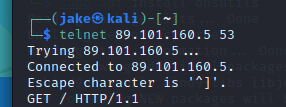 (jake㉿kali)-[~]
$ telnet 89.101.160.5 53
Trying 89.101.160.5...
Connected to 89.101.160.5.
Escape character is '^]'.
GET / HTTP/1.1